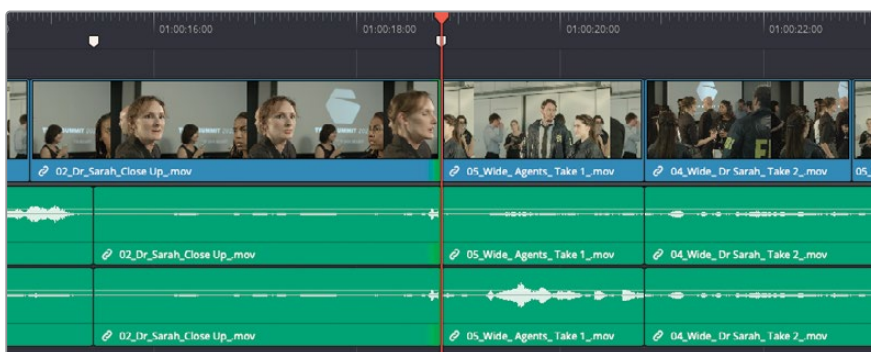 01:00:16:00 01:00:18:00 01:00:20:00 01:00:22:00
02_Dr_Sarah_Close Up_.mov 05_Wide_ Agents_ Take 1_.mov 04_Wide_ Dr Sarah_ Take 2_.mov 05_
02_Dr_Sarah_Close Up_.mov 05_Wide_ Agents_ Take 1_.mov 04_Wide_ Dr Sarah_ Take 2_.mov
02_Dr_Sarah_Close Up_.mov 05_Wide_ Agents_ Take 1_.mov 04_Wide_ Dr Sarah_ Take 2_.mov